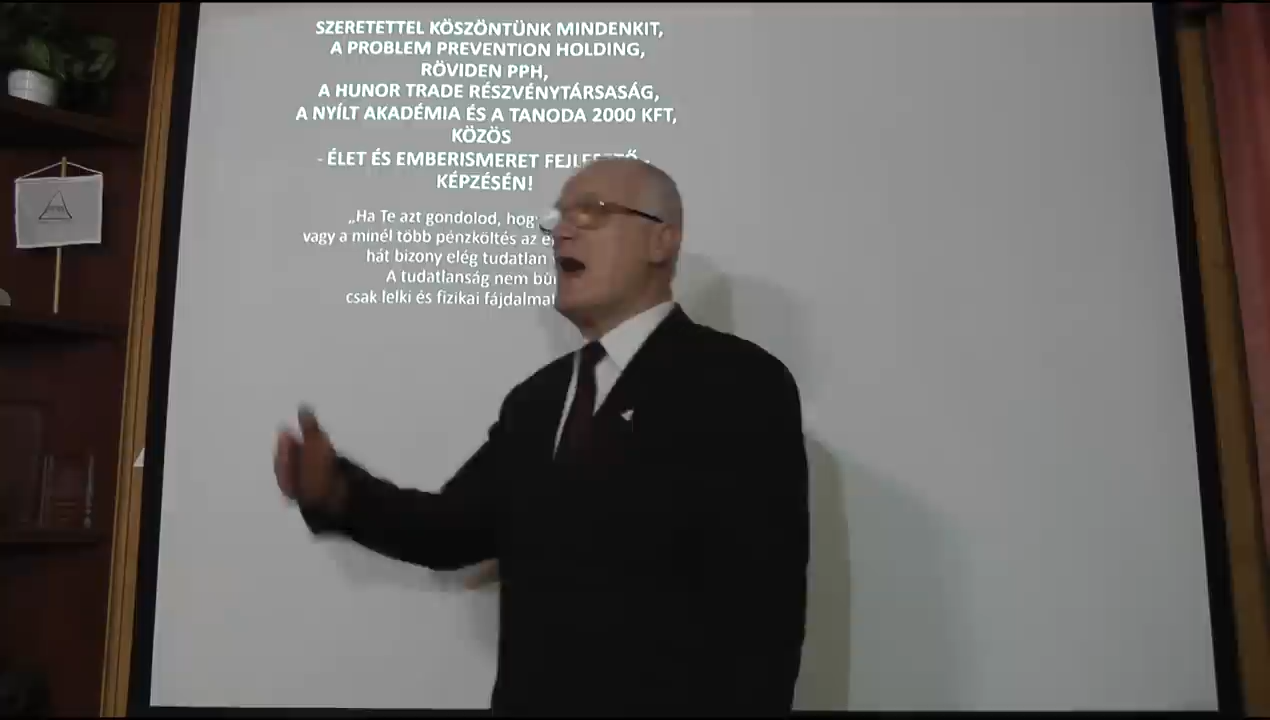 SZERETETTEL KÖSZÖNTÜNK MINDENKIT,
A PROBLEM PREVENTION HOLDING,
RÖVIDEN PPH,
A HUNOR TRADE RÉSZVÉNYTÁRSASÁG,
A NYÍLT AKADÉMIA ÉS A TANODA 2000 KFT,
KÖZÖS
- ÉLET ÉS EMBERISMERET FEJLESZTŐ -
KÉPZÉSÉN!
„Ha Te azt gondolod,
vagy a minél több pénzköltés az
hát bizony elég tudatlan
A tudatlanság nem
csak lelki és fizikai